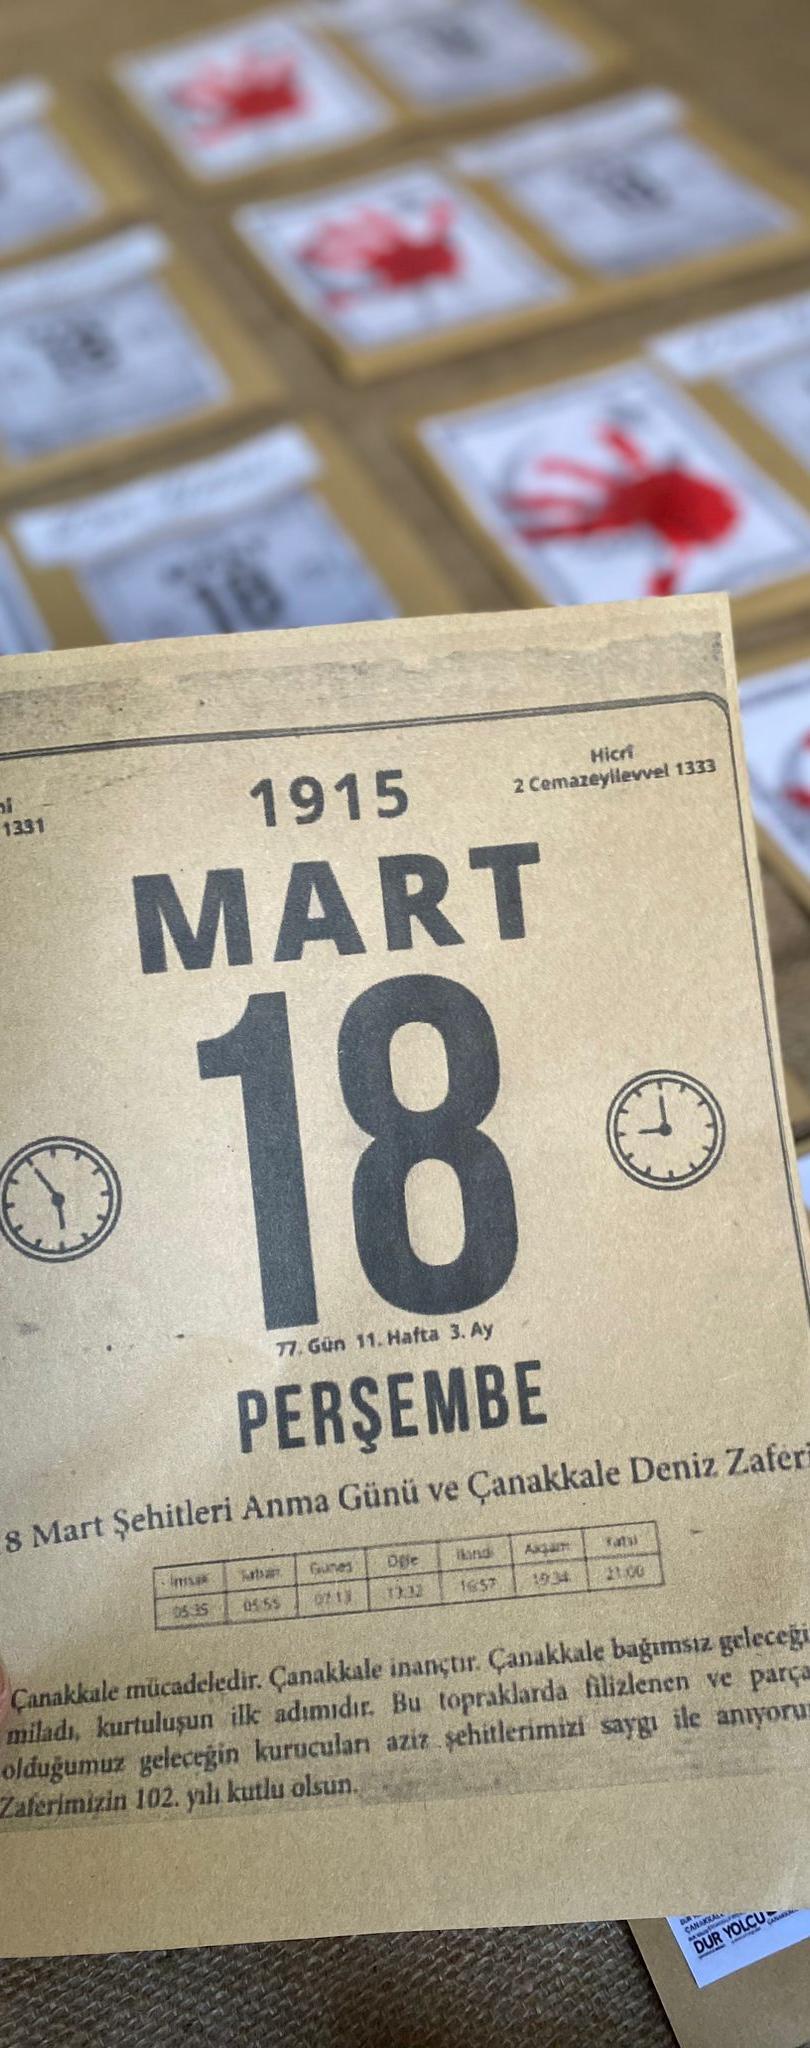 18
1331
1915
Hicrî
2 Cemazeyilevvel 1333
MART
18
77. Gün 11. Hafta 3. Ay
PERŞEMBE
8 Mart Şehitleri Anma Günü ve Çanakkale Deniz Zaferi
İmsak Sabah Güneş Öğle İkindi Akşam Yatsı
05:35 05:55 07:13 16:57 19:34 21:00
Çanakkale mücadeledir. Çanakkale inançtır. Çanakkale bağımsız geleceği
miladı, kurtuluşun ilk adımıdır. Bu topraklarda filizlenen ve parça
olduğumuz geleceğin kurucuları aziz şehitlerimizi saygı ile anıyoru
Zaferimizin 102. yılı kutlu olsun.
DUR YOLCU